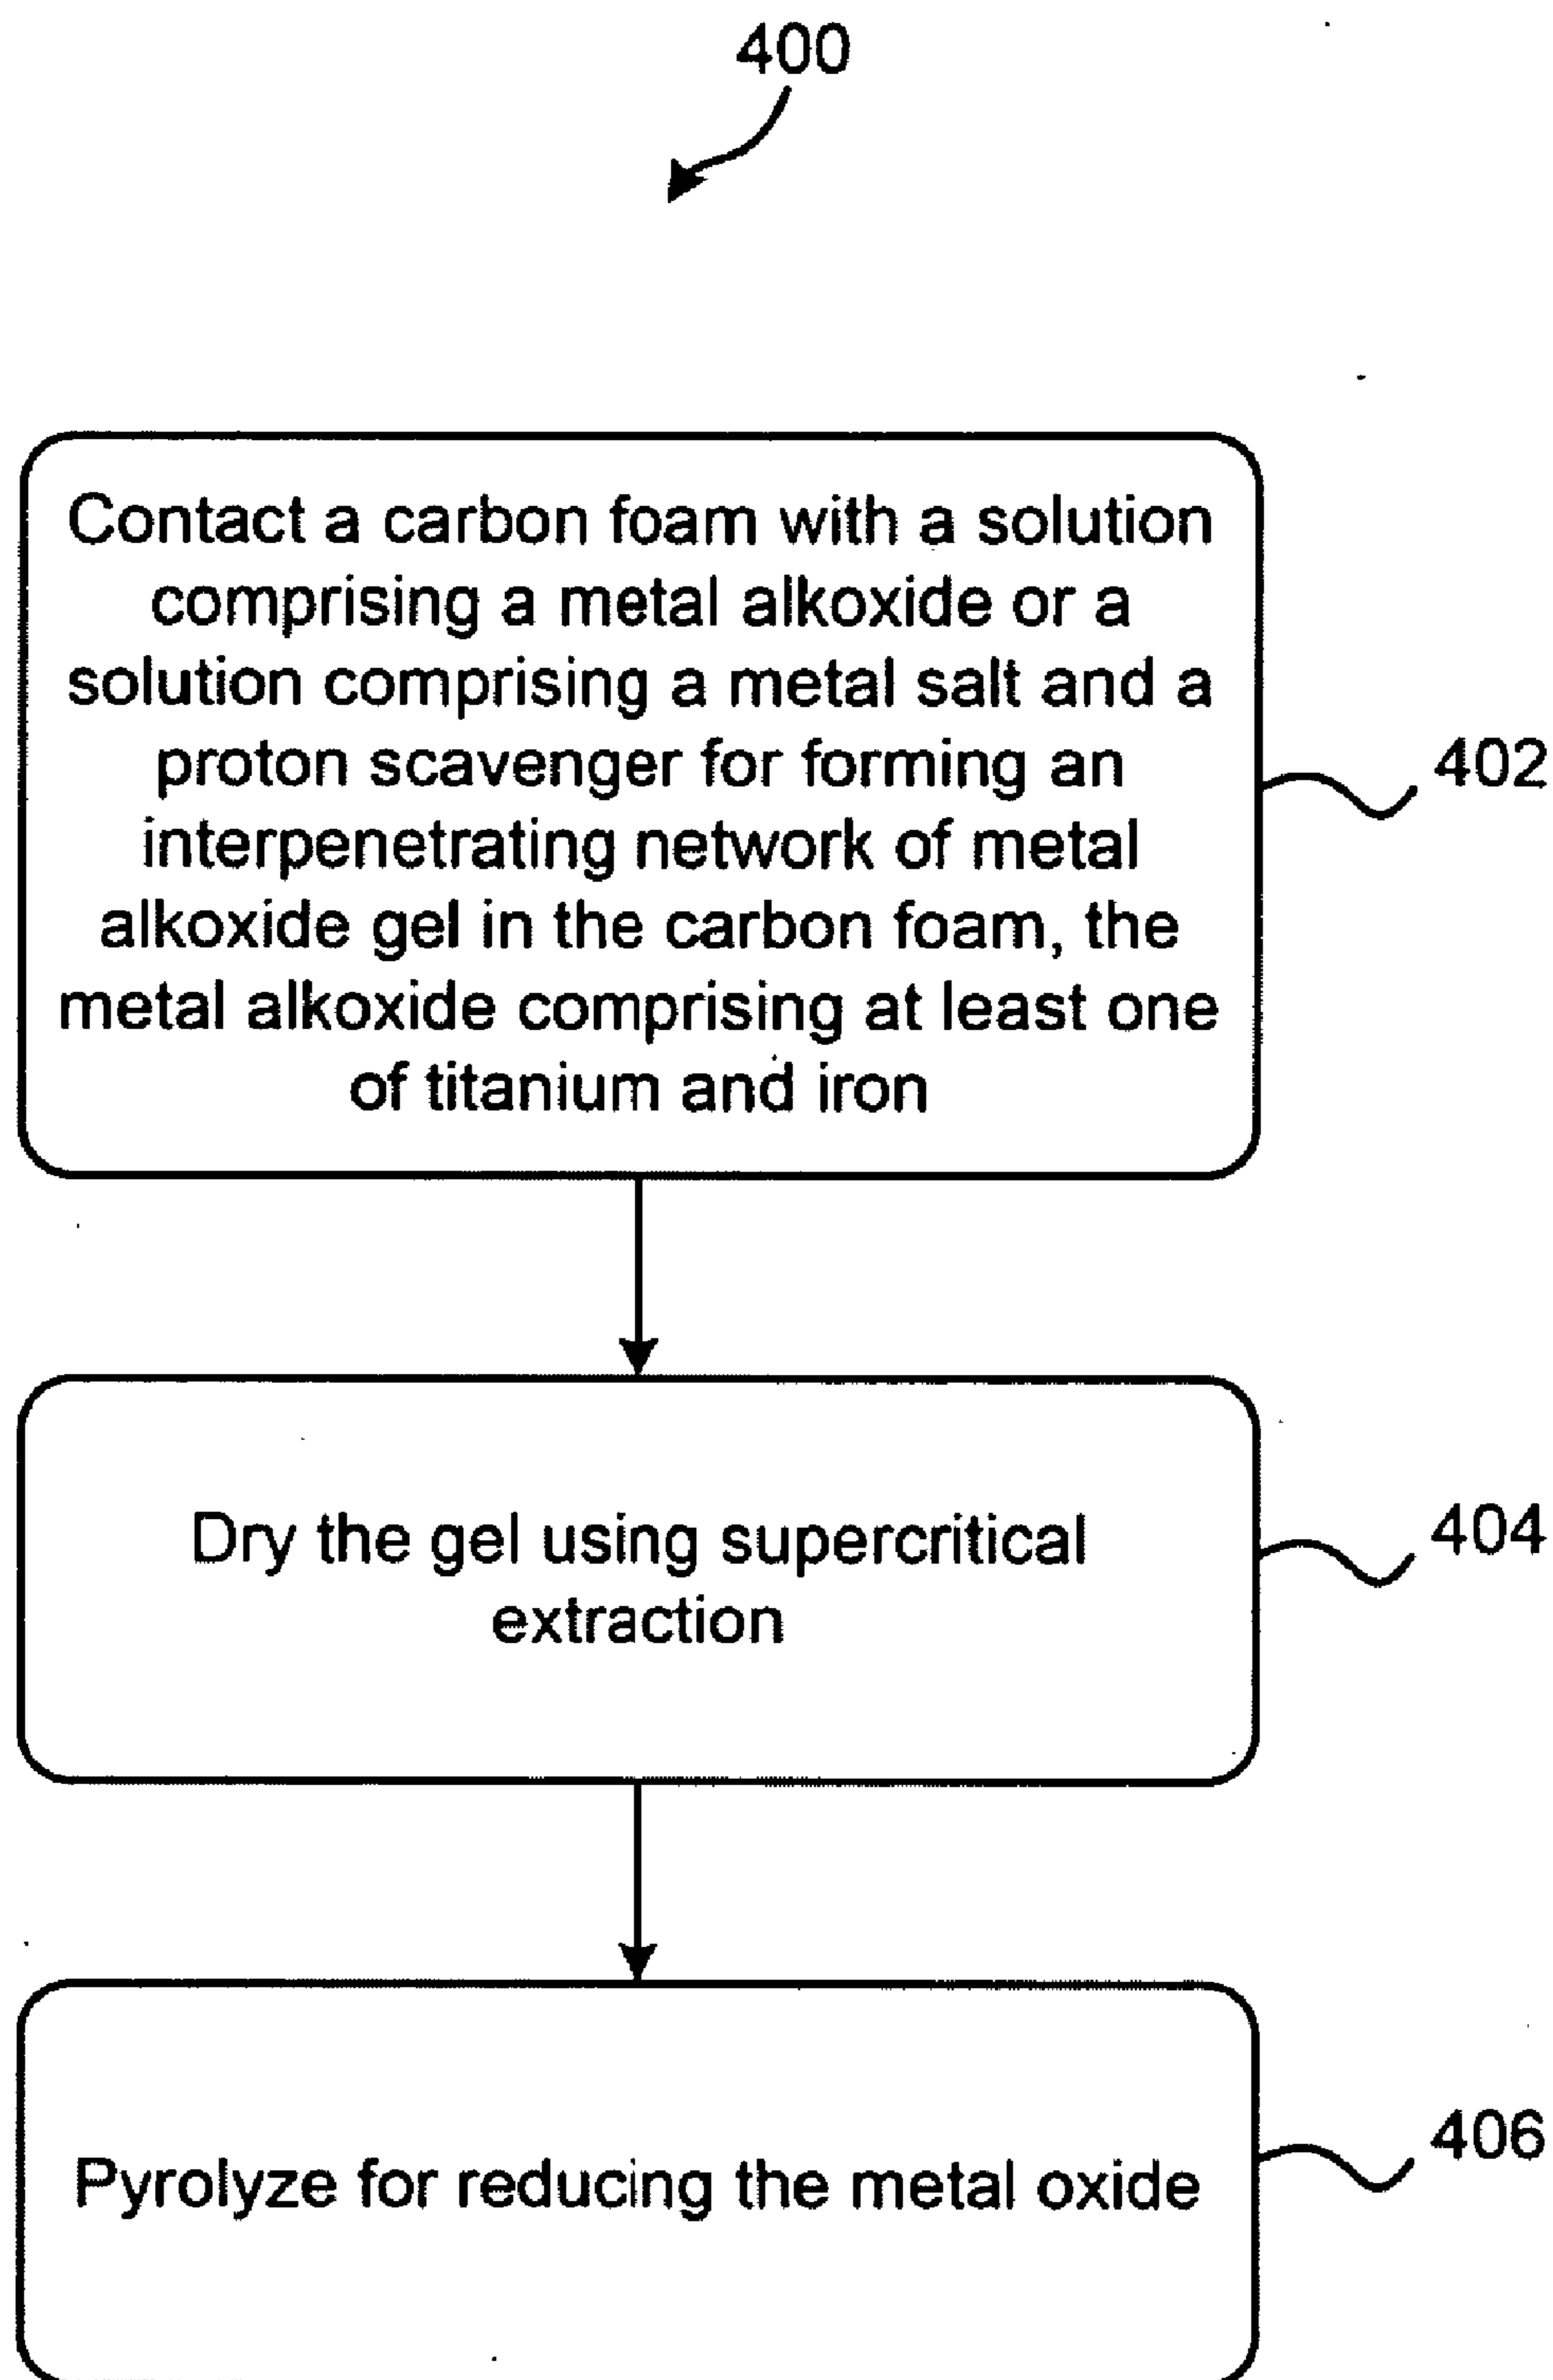 400
Contact a carbon foam with a solution
comprising a metal alkoxide or a
solution comprising a metal salt and a
proton scavenger for forming an
interpenetrating network of metal
alkoxide gel in the carbon foam, the
metal alkoxide comprising at least one
of titanium and iron
402
Dry the gel using supercritical
extraction
404
Pyrolyze for reducing the metal oxide
406